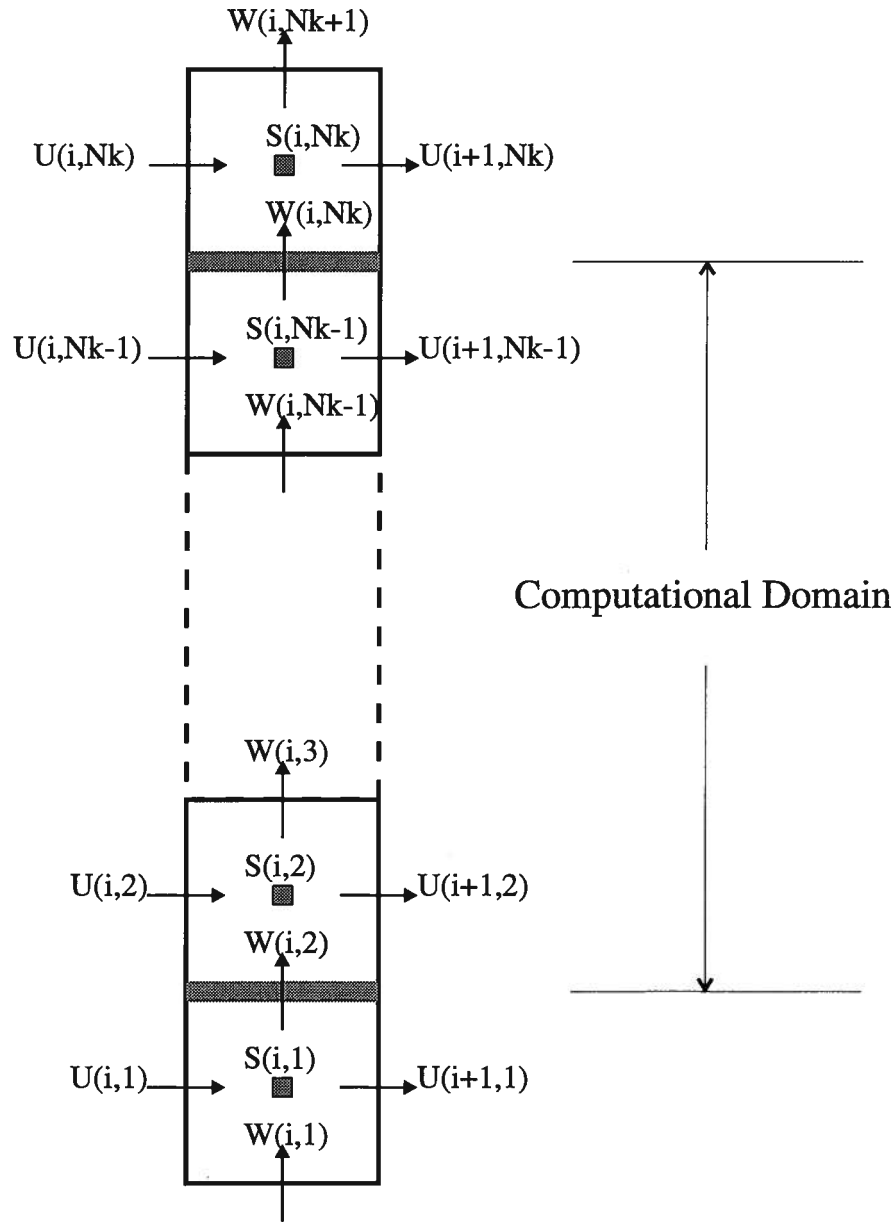 W(i,Nk+1)
S(i,Nk)
U(i,Nk)
U(i+1,Nk)
W(i,Nk)
S(i,Nk-1)
U(i,Nk-1)
U(i+1,Nk-1)
W(i,Nk-1)
Computational Domain
W(i,3)
S(i,2)
U(i,2)
U(i+1,2)
W(i,2)
S(i,1)
U(i,1)
U(i+1,1)
W(i,1)